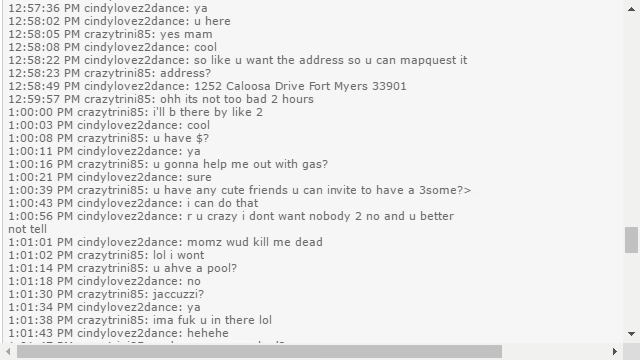 12:57:36 PM cindylovez2dance: ya
12:58:02 PM cindylovez2dance: u here
12:58:05 PM crazytrini85: yes mam
12:58:08 PM cindylovez2dance: cool
12:58:22 PM cindylovez2dance: so like u want the address so u can mapquest it
12:58:23 PM crazytrini85: address?
12:58:49 PM cindylovez2dance: 1252 Caloosa Drive Fort Myers 33901
12:59:57 PM crazytrini85: ohh its not too bad 2 hours
1:00:00 PM crazytrini85: i'll b there by like 2
1:00:03 PM cindylovez2dance: cool
1:00:08 PM crazytrini85: u have $?
1:00:11 PM cindylovez2dance: ya
1:00:16 PM crazytrini85: u gonna help me out with gas?
1:00:21 PM cindylovez2dance: sure
1:00:39 PM crazytrini85: u have any cute friends u can invite to have a 3some?>
1:00:43 PM cindylovez2dance: i can do that
1:00:56 PM cindylovez2dance: r u crazy i dont want nobody 2 no and u better
not tell
1:01:01 PM cindylovez2dance: momz wud kill me dead
1:01:02 PM crazytrini85: lol i wont
1:01:14 PM crazytrini85: u ahve a pool?
1:01:18 PM cindylovez2dance: no
1:01:30 PM crazytrini85: jaccuzzi?
1:01:34 PM cindylovez2dance: ya
1:01:38 PM crazytrini85: ima fuk u in there lol
1:01:43 PM cindylovez2dance: hehehe